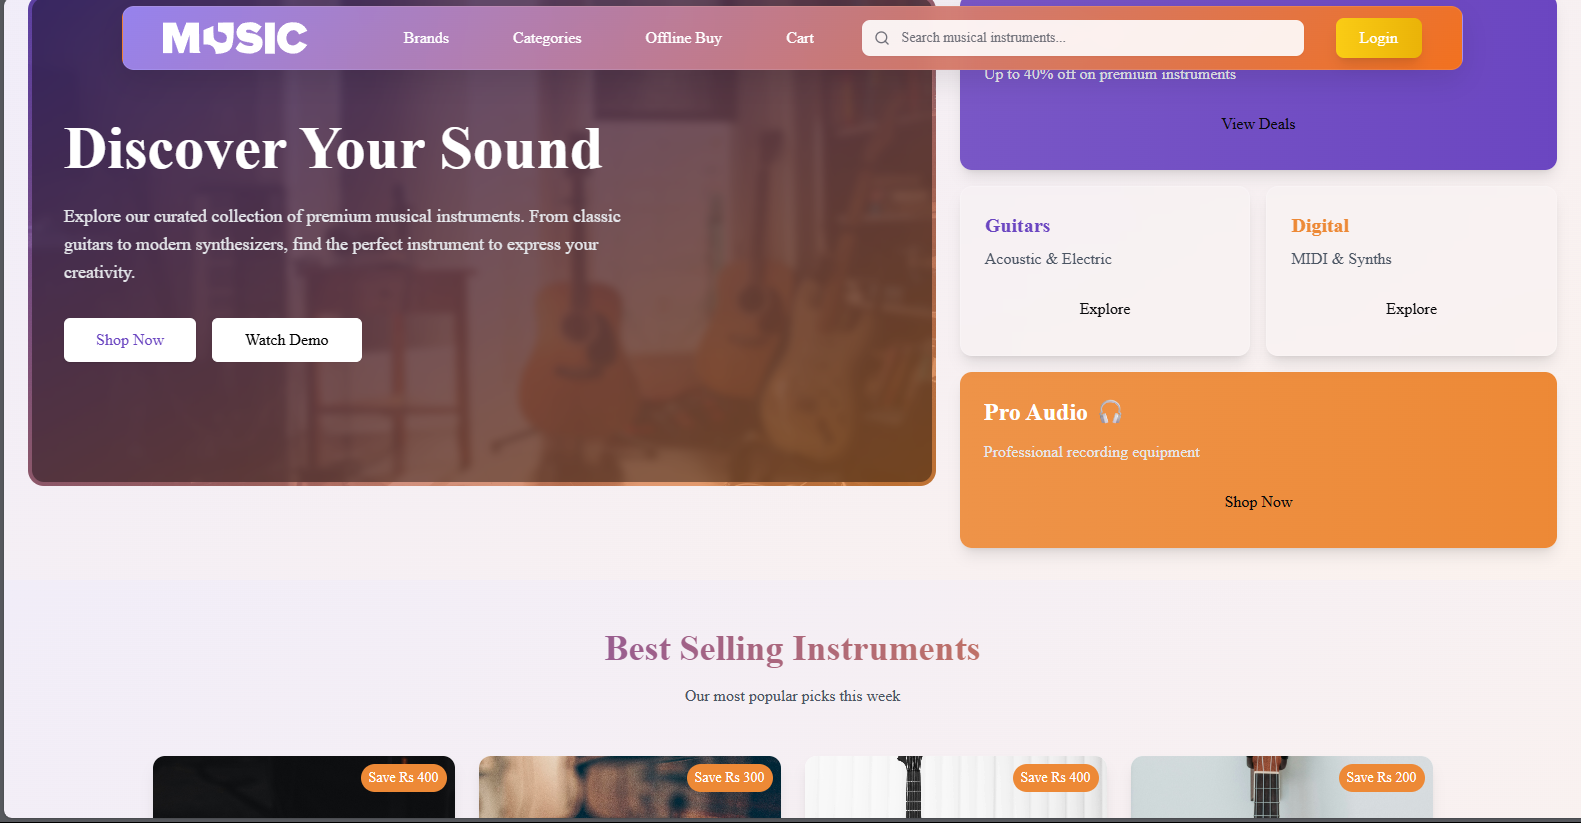 MUSIC
Brands
Categories
Offline Buy
Cart
Search musical instruments...
Login
Discover Your Sound
Explore our curated collection of premium musical instruments. From classic
guitars to modern synthesizers, find the perfect instrument to express your
creativity.
Shop Now
Watch Demo
Up to 40% off on premium instruments
View Deals
Guitars
Acoustic & Electric
Explore
Digital
MIDI & Synths
Explore
Pro Audio 🎧
Professional recording equipment
Shop Now
Best Selling Instruments
Our most popular picks this week
Save Rs 400
Save Rs 300
Save Rs 400
Save Rs 200